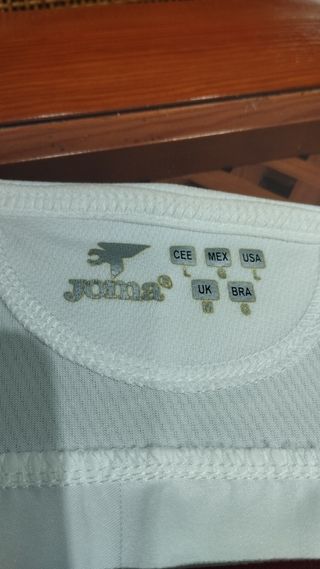 CEE MEX USA
L G L
Joma®
UK BRA
M G